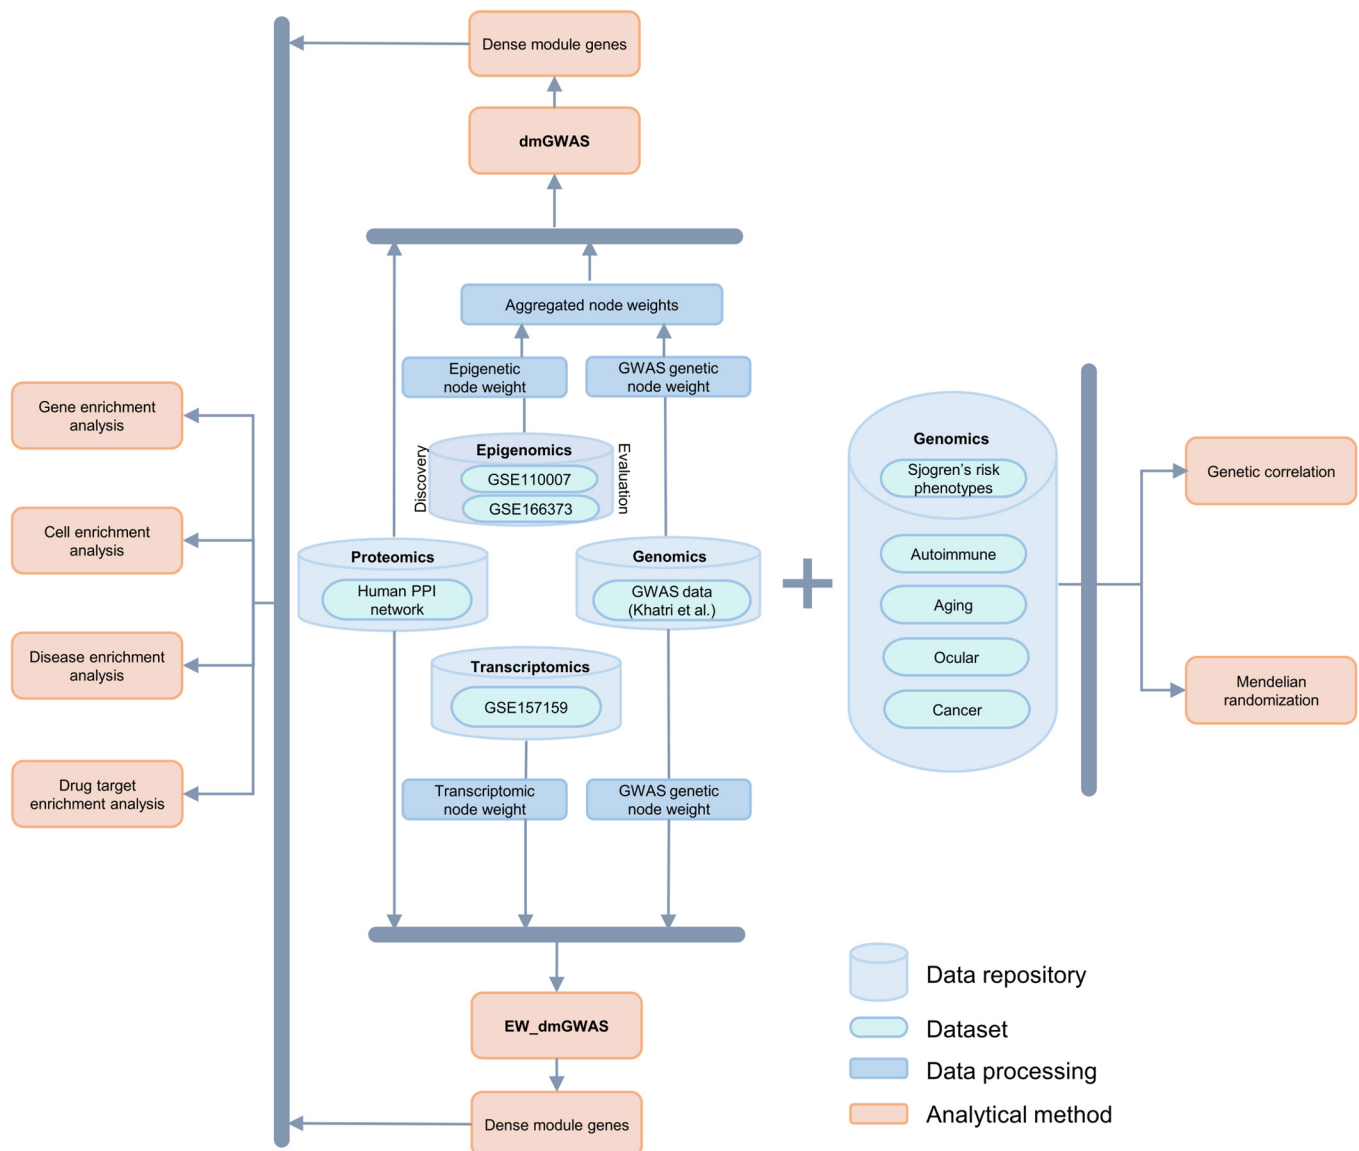 Dense module genes
dmGWAS
Aggregated node weights
Epigenetic
node weight
GWAS genetic
node weight
Discovery
Epigenomics
GSE110007
GSE166373
Evaluation
Proteomics
Human PPI
network
Genomics
GWAS data
(Khatri et al.)
Transcriptomics
GSE157159
Transcriptomic
node weight
GWAS genetic
node weight
EW_dmGWAS
Dense module genes
Gene enrichment
analysis
Cell enrichment
analysis
Disease enrichment
analysis
Drug target
enrichment analysis
Genomics
Sjogren's risk
phenotypes
Autoimmune
Aging
Ocular
Cancer
Genetic correlation
Mendelian
randomization
Data repository
Dataset
Data processing
Analytical method